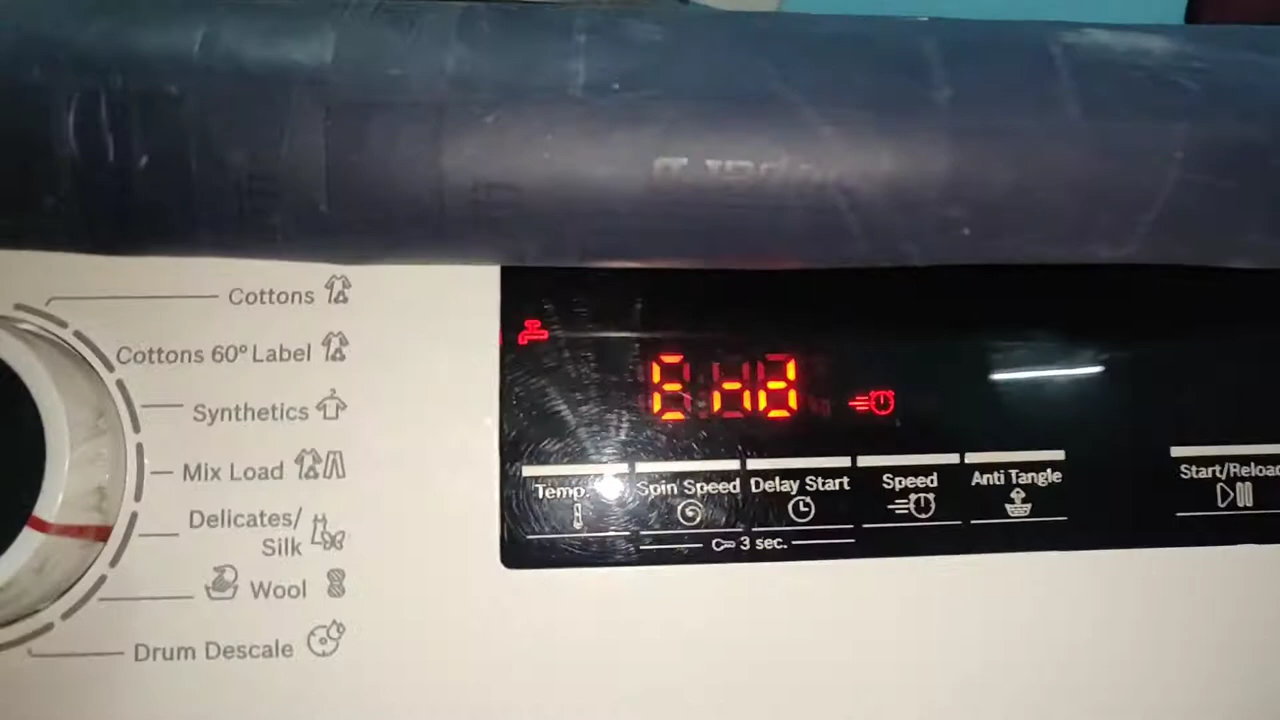 Cottons
Cottons 60° Label
Synthetics
Mix Load
Delicates/
Silk
Wool
Drum Descale
End
Temp.
Spin Speed
Delay Start
Speed
Anti Tangle
Start/Reload
3 sec.